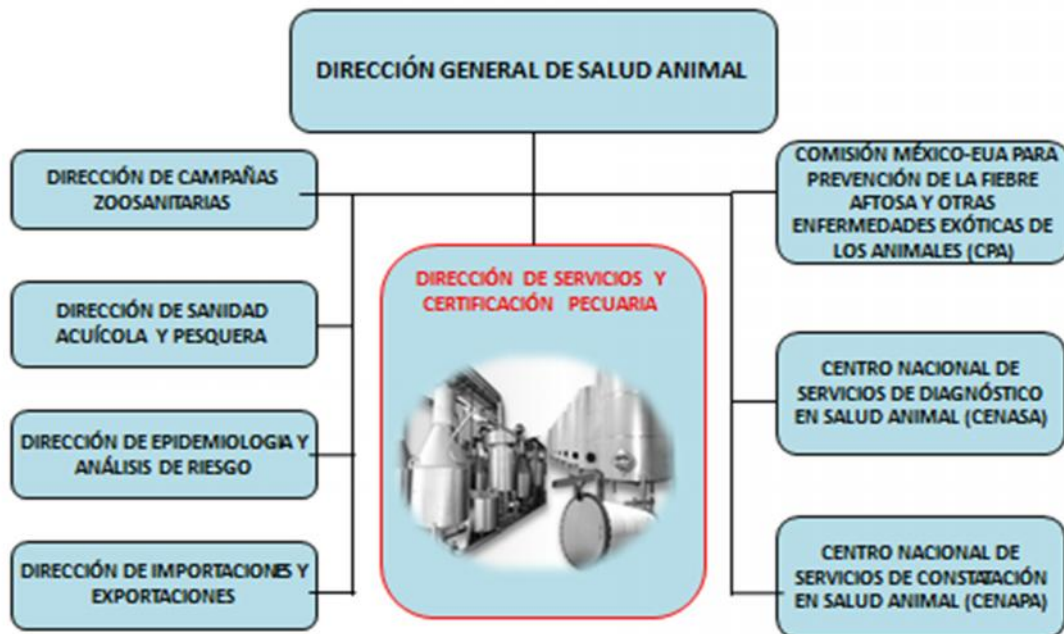 DIRECCIÓN GENERAL DE SALUD ANIMAL
DIRECCIÓN DE CAMPAÑAS
ZOOSANITARIAS
DIRECCIÓN DE SANIDAD
ACUÍCOLA Y PESQUERA
DIRECCIÓN DE EPIDEMIOLOGIA Y
ANÁLISIS DE RIESGO
DIRECCIÓN DE IMPORTACIONES Y
EXPORTACIONES
DIRECCIÓN DE SERVICIOS Y
CERTIFICACIÓN PECUARIA
COMISIÓN MÉXICO-EUA PARA
PREVENCIÓN DE LA FIEBRE
AFTOSA Y OTRAS
ENFERMEDADES EXÓTICAS DE
LOS ANIMALES (CPA)
CENTRO NACIONAL DE
SERVICIOS DE DIAGNÓSTICO
EN SALUD ANIMAL (CENASA)
CENTRO NACIONAL DE
SERVICIOS DE CONSTATACIÓN
EN SALUD ANIMAL (CENAPA)